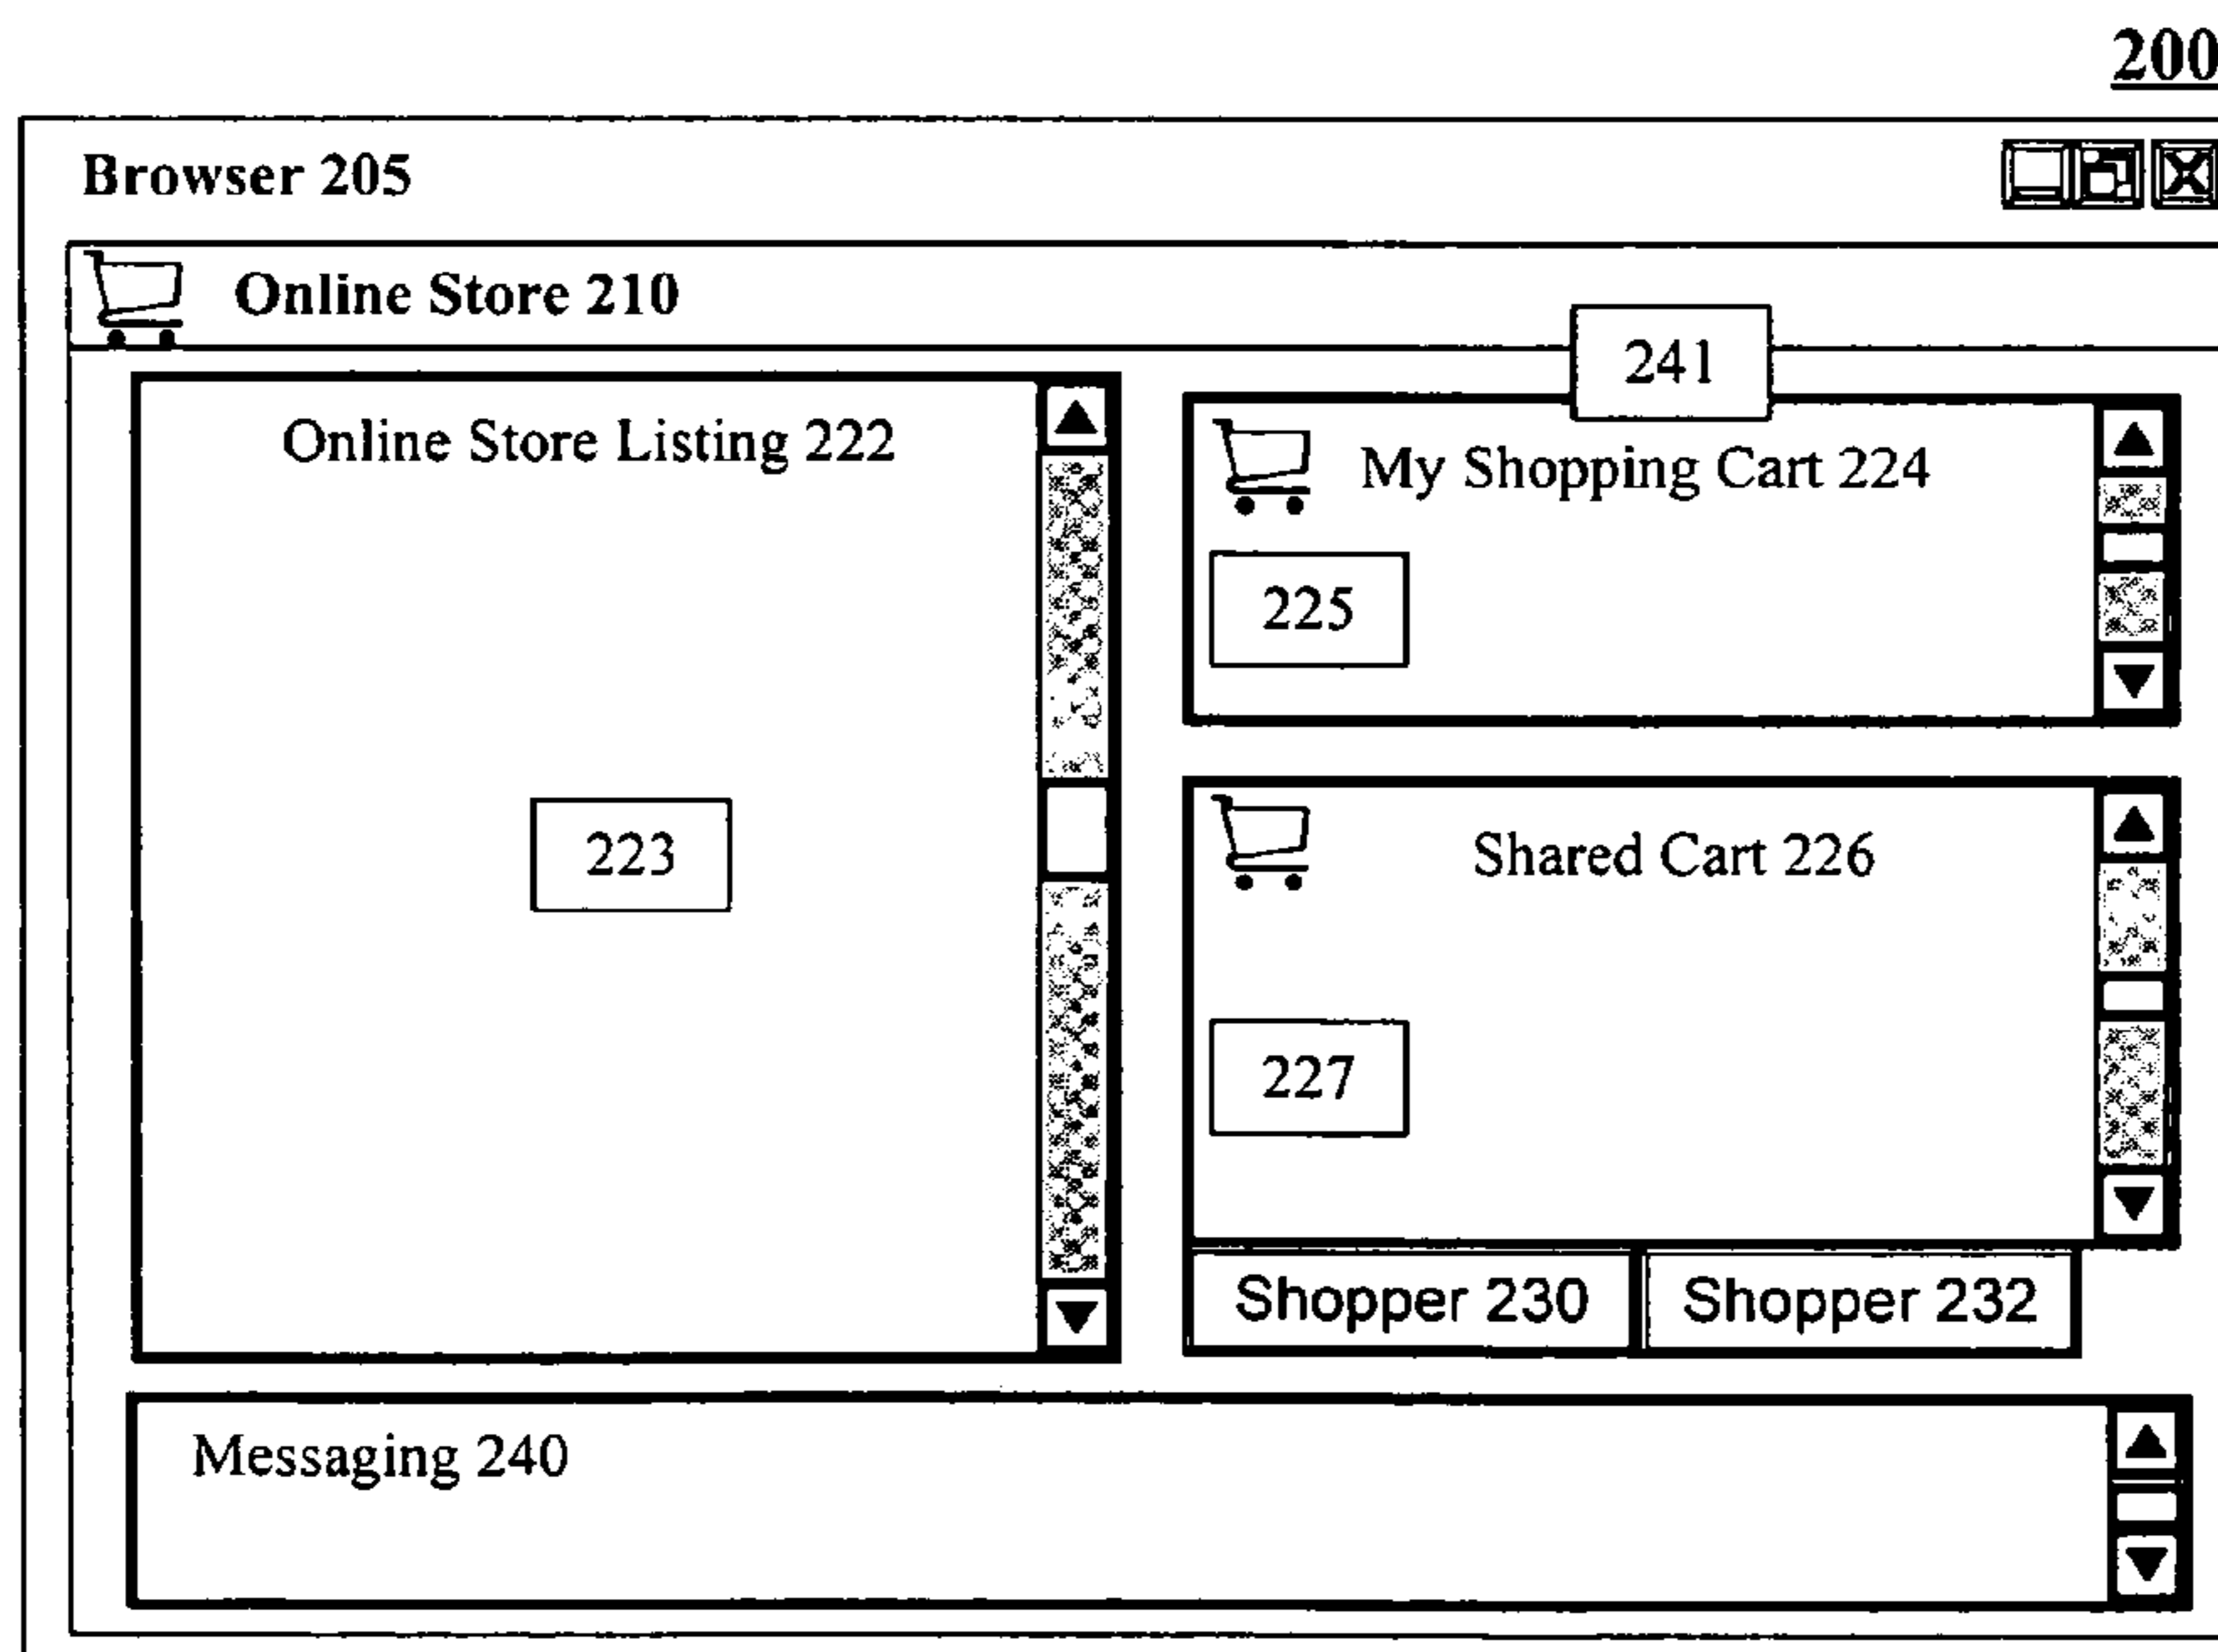 200
Browser 205
Online Store 210
241
Online Store Listing 222
My Shopping Cart 224
225
223
Shared Cart 226
227
Shopper 230
Shopper 232
Messaging 240